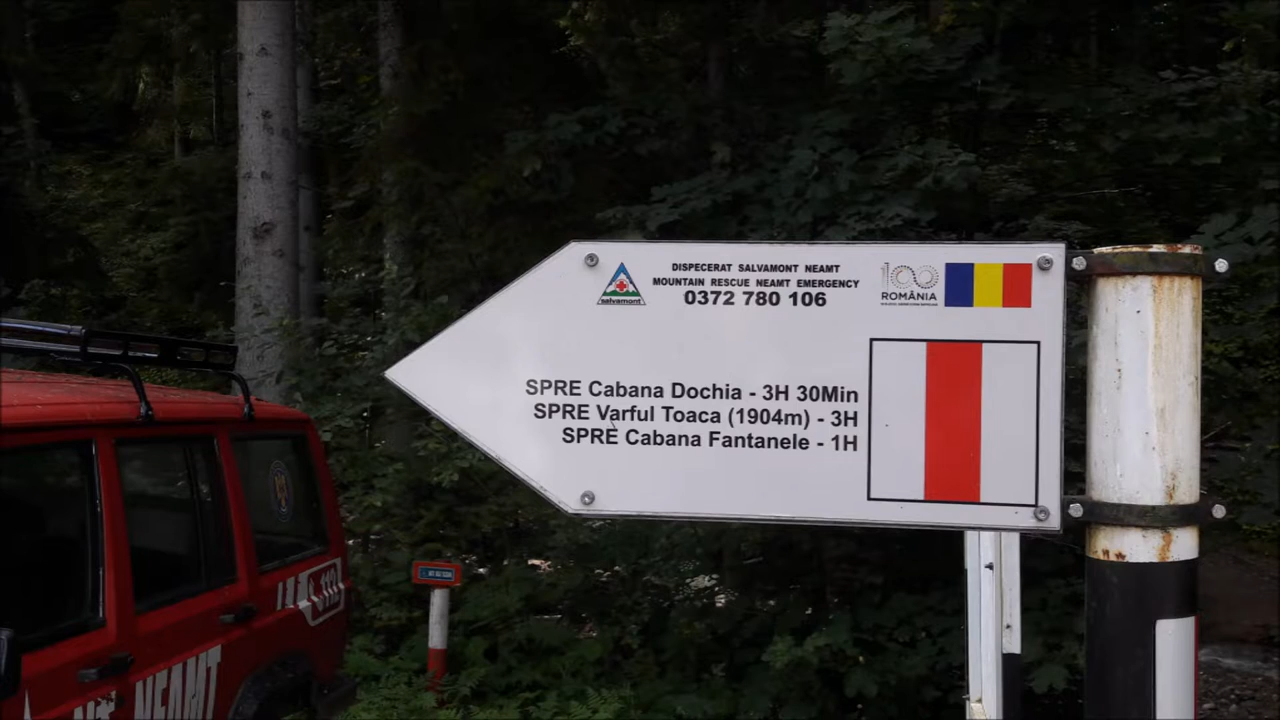 DISPECERAT SALVAMONT NEAMT
MOUNTAIN RESCUE NEAMT EMERGENCY
0372 780 106
salvamont
100
ROMÂNIA
SPRE Cabana Dochia - 3H 30Min
SPRE Varful Toaca (1904m) - 3H
SPRE Cabana Fantanele - 1H
112
NEAMT